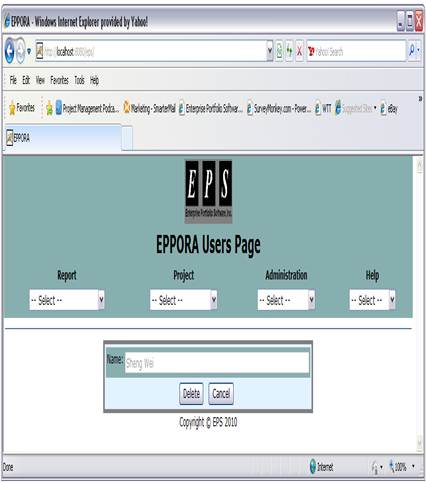 EPPORA - Windows Internet Explorer provided by Yahoo!
http://localhost:8080/eps/
Yahoo! Search
File Edit View Favorites Tools Help
Favorites Project Management Podca... Marketing - SmarterMail Enterprise Portfolio Softwar... SurveyMonkey.com - Power... WTT Suggested Sites eBay
EPPORA
EPS
Enterprise Portfolio Software, Inc.
EPPORA Users Page
Report Project Administration Help
-- Select -- -- Select -- -- Select -- -- Select --
Name: Sheng Wei
Delete Cancel
Copyright © EPS 2010
Done Internet 100%